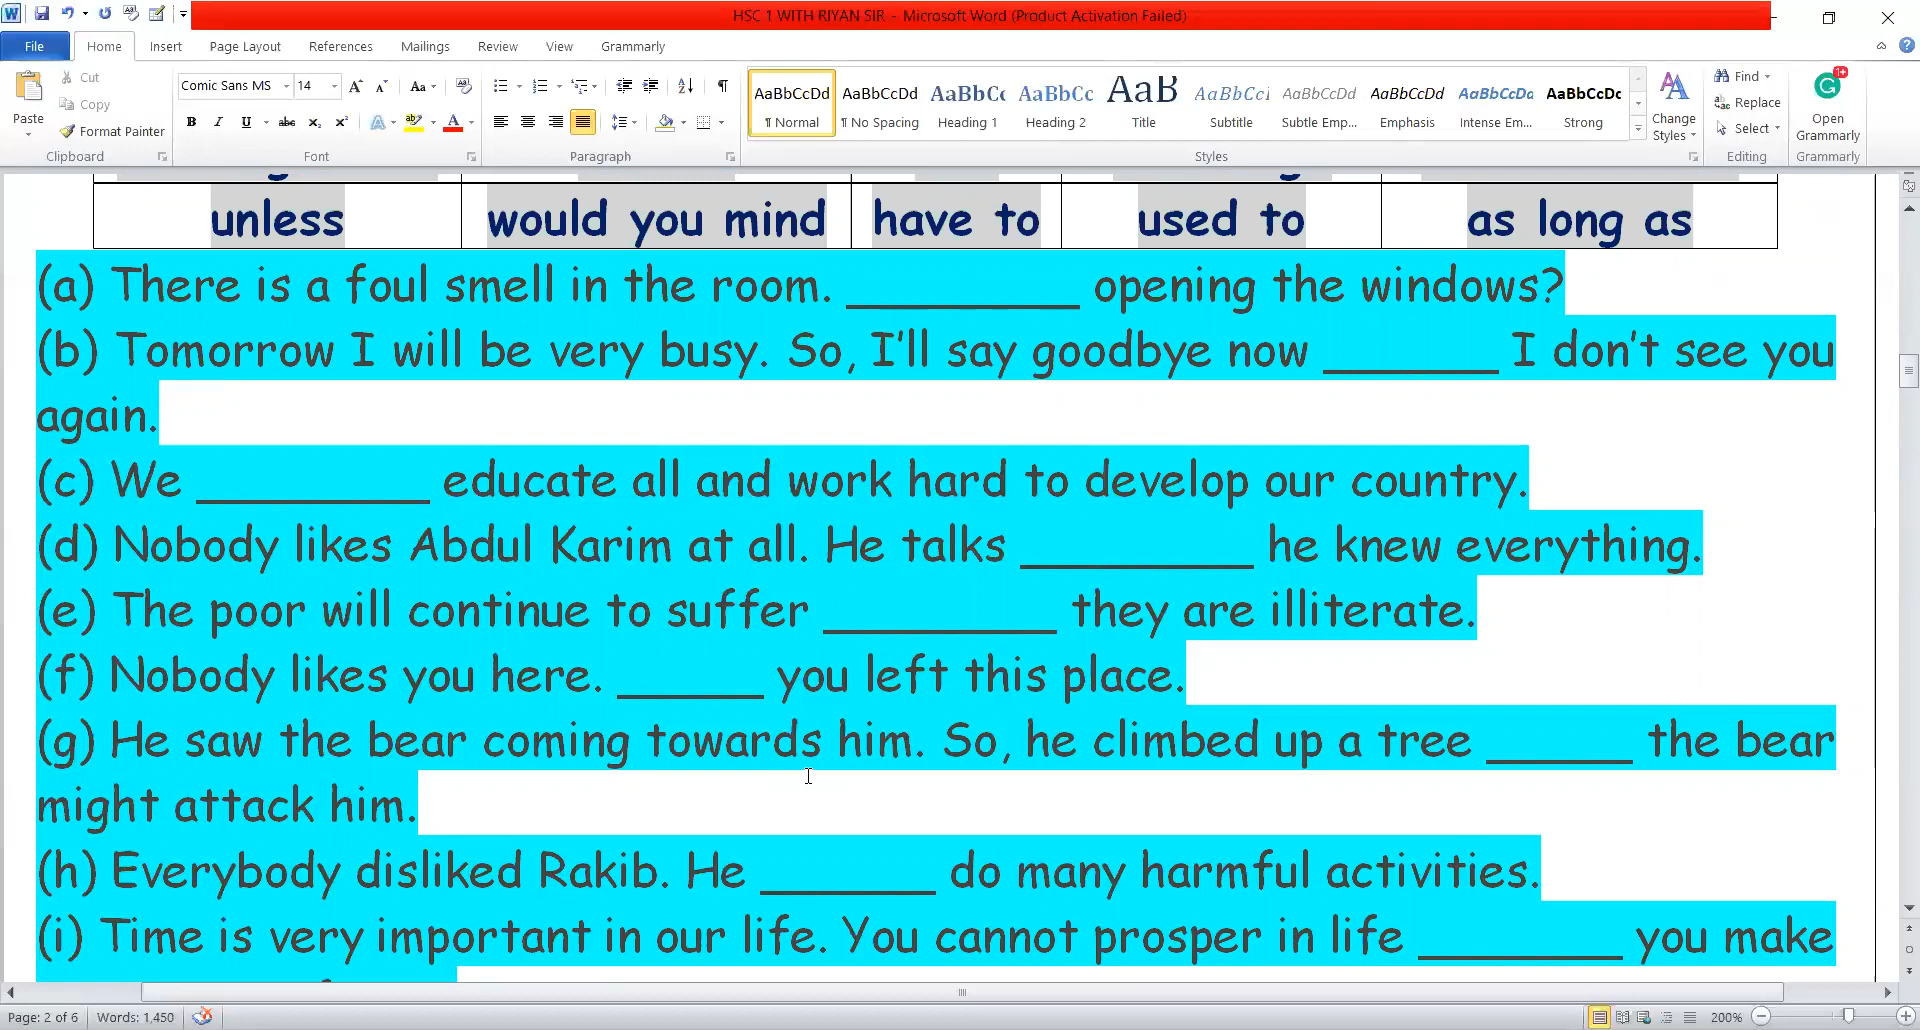 HSC 1 WITH RIYAN SIR - Microsoft Word (Product Activation Failed)
File Home Insert Page Layout References Mailings Review View Grammarly
Paste Cut Copy Format Painter Clipboard
Comic Sans MS 14 Font
Paragraph
AaBbCcDd ¶ Normal
AaBbCcDd ¶ No Spacing
AaBbCc Heading 1
AaBbCc Heading 2
AaB Title
AaBbCcI Subtitle
AaBbCcDd Subtle Emp...
AaBbCcDd Emphasis
AaBbCcDd Intense Em...
AaBbCcDc Strong
Change Styles
Styles
Find
Replace
Select
Editing
Open Grammarly
Grammarly
unless would you mind have to used to as long as
(a) There is a foul smell in the room. ________ opening the windows?
(b) Tomorrow I will be very busy. So, I'll say goodbye now ______ I don't see you
again.
(c) We ________ educate all and work hard to develop our country.
(d) Nobody likes Abdul Karim at all. He talks ________ he knew everything.
(e) The poor will continue to suffer ________ they are illiterate.
(f) Nobody likes you here. _____ you left this place.
(g) He saw the bear coming towards him. So, he climbed up a tree _____ the bear
might attack him.
(h) Everybody disliked Rakib. He ______ do many harmful activities.
(i) Time is very important in our life. You cannot prosper in life _______ you make
Page: 2 of 6 Words: 1,450 200%